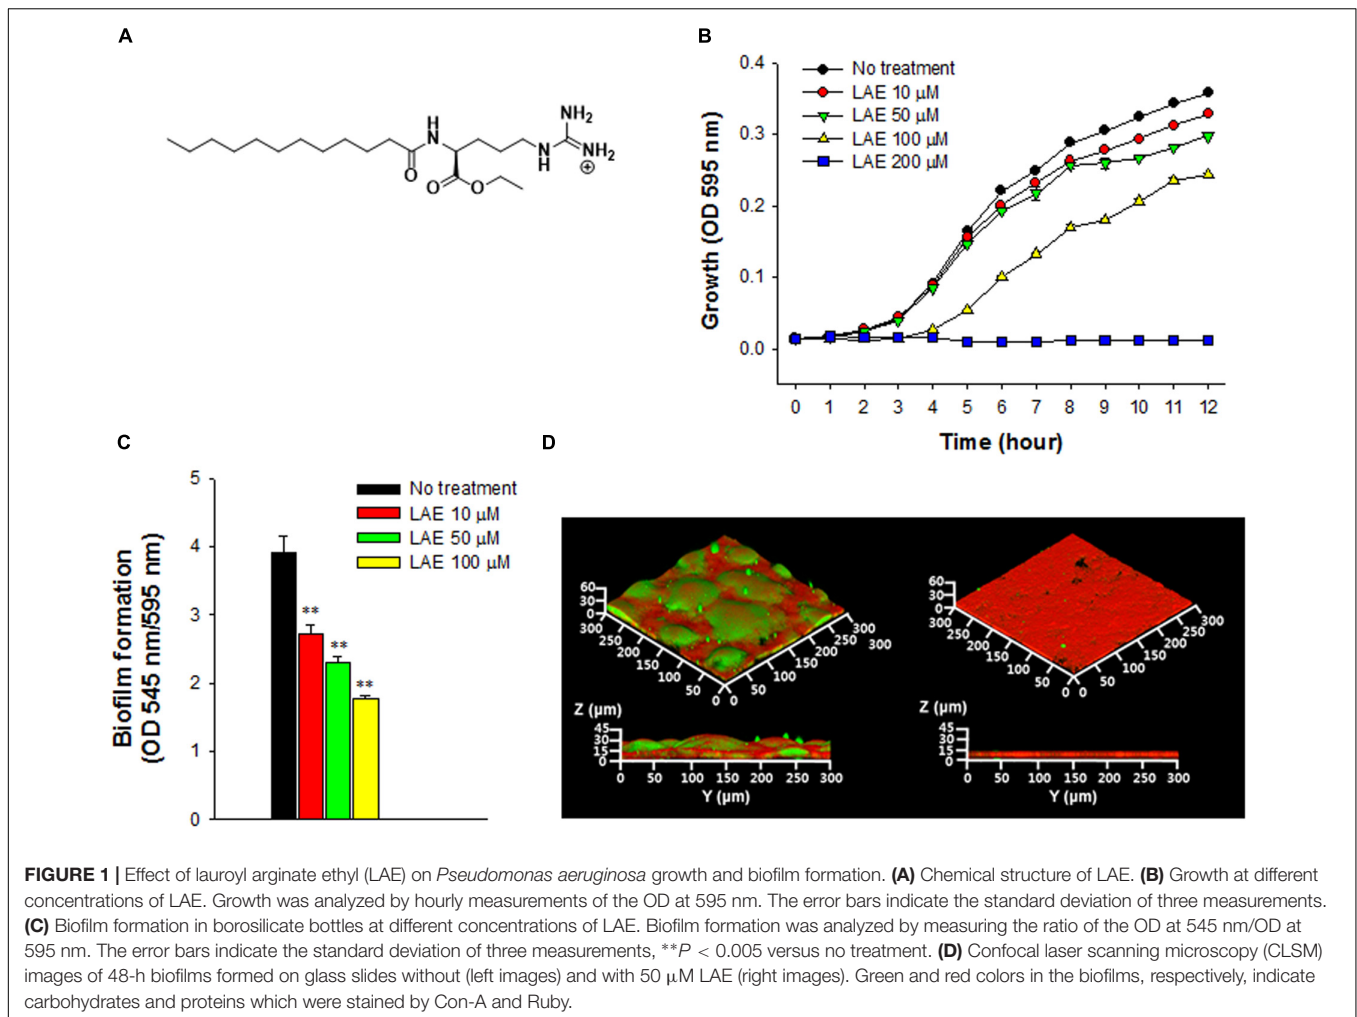 A
NH₂
H
N
N
H
NH₂
⊕
O
O
O
B
Growth (OD 595 nm)
0.4
0.3
0.2
0.1
0.0
No treatment
LAE 10 μM
LAE 50 μM
LAE 100 μM
LAE 200 μM
0 1 2 3 4 5 6 7 8 9 10 11 12
Time (hour)
C
Biofilm formation
(OD 545 nm/595 nm)
5
4
3
2
1
0
No treatment
LAE 10 μM
LAE 50 μM
LAE 100 μM
**
**
**
D
60
30
0
300
250
200
150
100
50
0
0
50
100
150
200
250
300
300
Z (μm)
45
30
15
0
0 50 100 150 200 250 300
Y (μm)
60
30
0
300
250
200
150
100
50
0
0
50
100
150
200
250
300
Z (μm)
45
30
15
0
0 50 100 150 200 250 300
Y (μm)
FIGURE 1 | Effect of lauroyl arginate ethyl (LAE) on Pseudomonas aeruginosa growth and biofilm formation. (A) Chemical structure of LAE. (B) Growth at different
concentrations of LAE. Growth was analyzed by hourly measurements of the OD at 595 nm. The error bars indicate the standard deviation of three measurements.
(C) Biofilm formation in borosilicate bottles at different concentrations of LAE. Biofilm formation was analyzed by measuring the ratio of the OD at 545 nm/OD at
595 nm. The error bars indicate the standard deviation of three measurements, **P < 0.005 versus no treatment. (D) Confocal laser scanning microscopy (CLSM)
images of 48-h biofilms formed on glass slides without (left images) and with 50 μM LAE (right images). Green and red colors in the biofilms, respectively, indicate
carbohydrates and proteins which were stained by Con-A and Ruby.